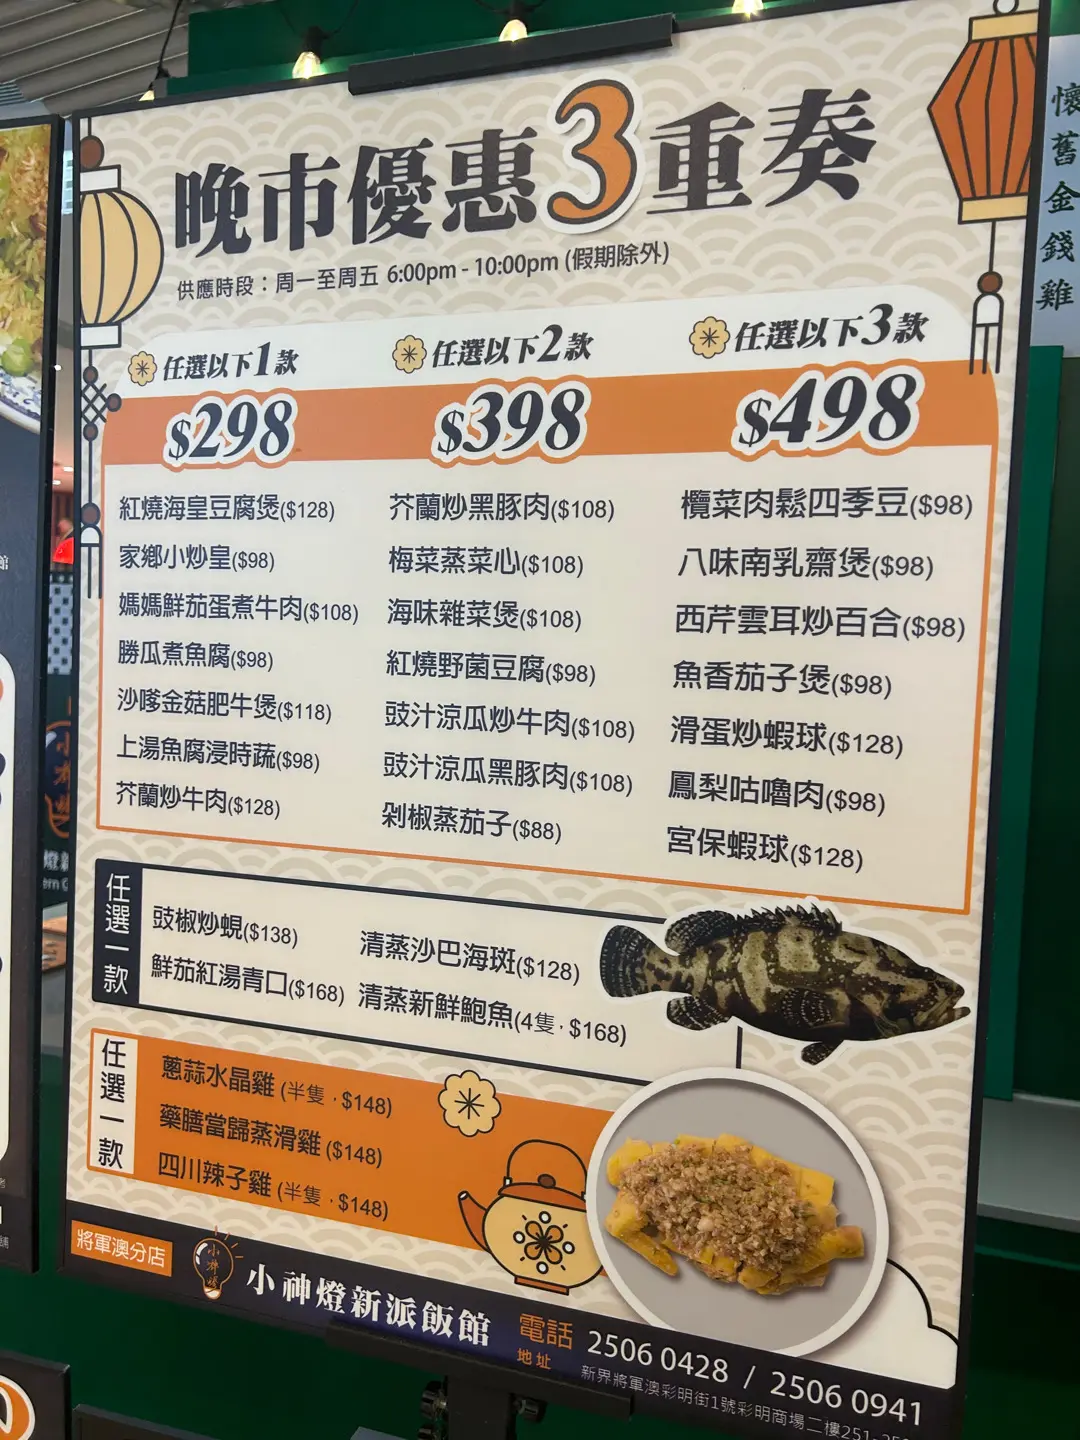 晚市優惠3重奏
供應時段：周一至周五 6:00pm - 10:00pm (假期除外)
任選以下1款
$298
任選以下2款
$398
任選以下3款
$498
紅燒海皇豆腐煲($128)
家鄉小炒皇($98)
媽媽鮮茄蛋煮牛肉($108)
勝瓜煮魚腐($98)
沙嗲金菇肥牛煲($118)
上湯魚腐浸時蔬($98)
芥蘭炒牛肉($128)
芥蘭炒黑豚肉($108)
梅菜蒸菜心($108)
海味雜菜煲($108)
紅燒野菌豆腐($98)
豉汁涼瓜炒牛肉($108)
豉汁涼瓜黑豚肉($108)
剁椒蒸茄子($88)
欖菜肉鬆四季豆($98)
八味南乳齋煲($98)
西芹雲耳炒百合($98)
魚香茄子煲($98)
滑蛋炒蝦球($128)
鳳梨咕嚕肉($98)
宮保蝦球($128)
任選一款
豉椒炒蜆($138)
鮮茄紅湯青口($168)
清蒸沙巴海斑($128)
清蒸新鮮鮑魚(4隻，$168)
任選一款
蔥蒜水晶雞 (半隻，$148)
藥膳當歸蒸滑雞 ($148)
四川辣子雞 (半隻，$148)
將軍澳分店
小神燈
小神燈新派飯館
電話 2506 0428 / 2506 0941
地址 新界將軍澳彩明街1號彩明商場二樓251-
懷舊金錢雞